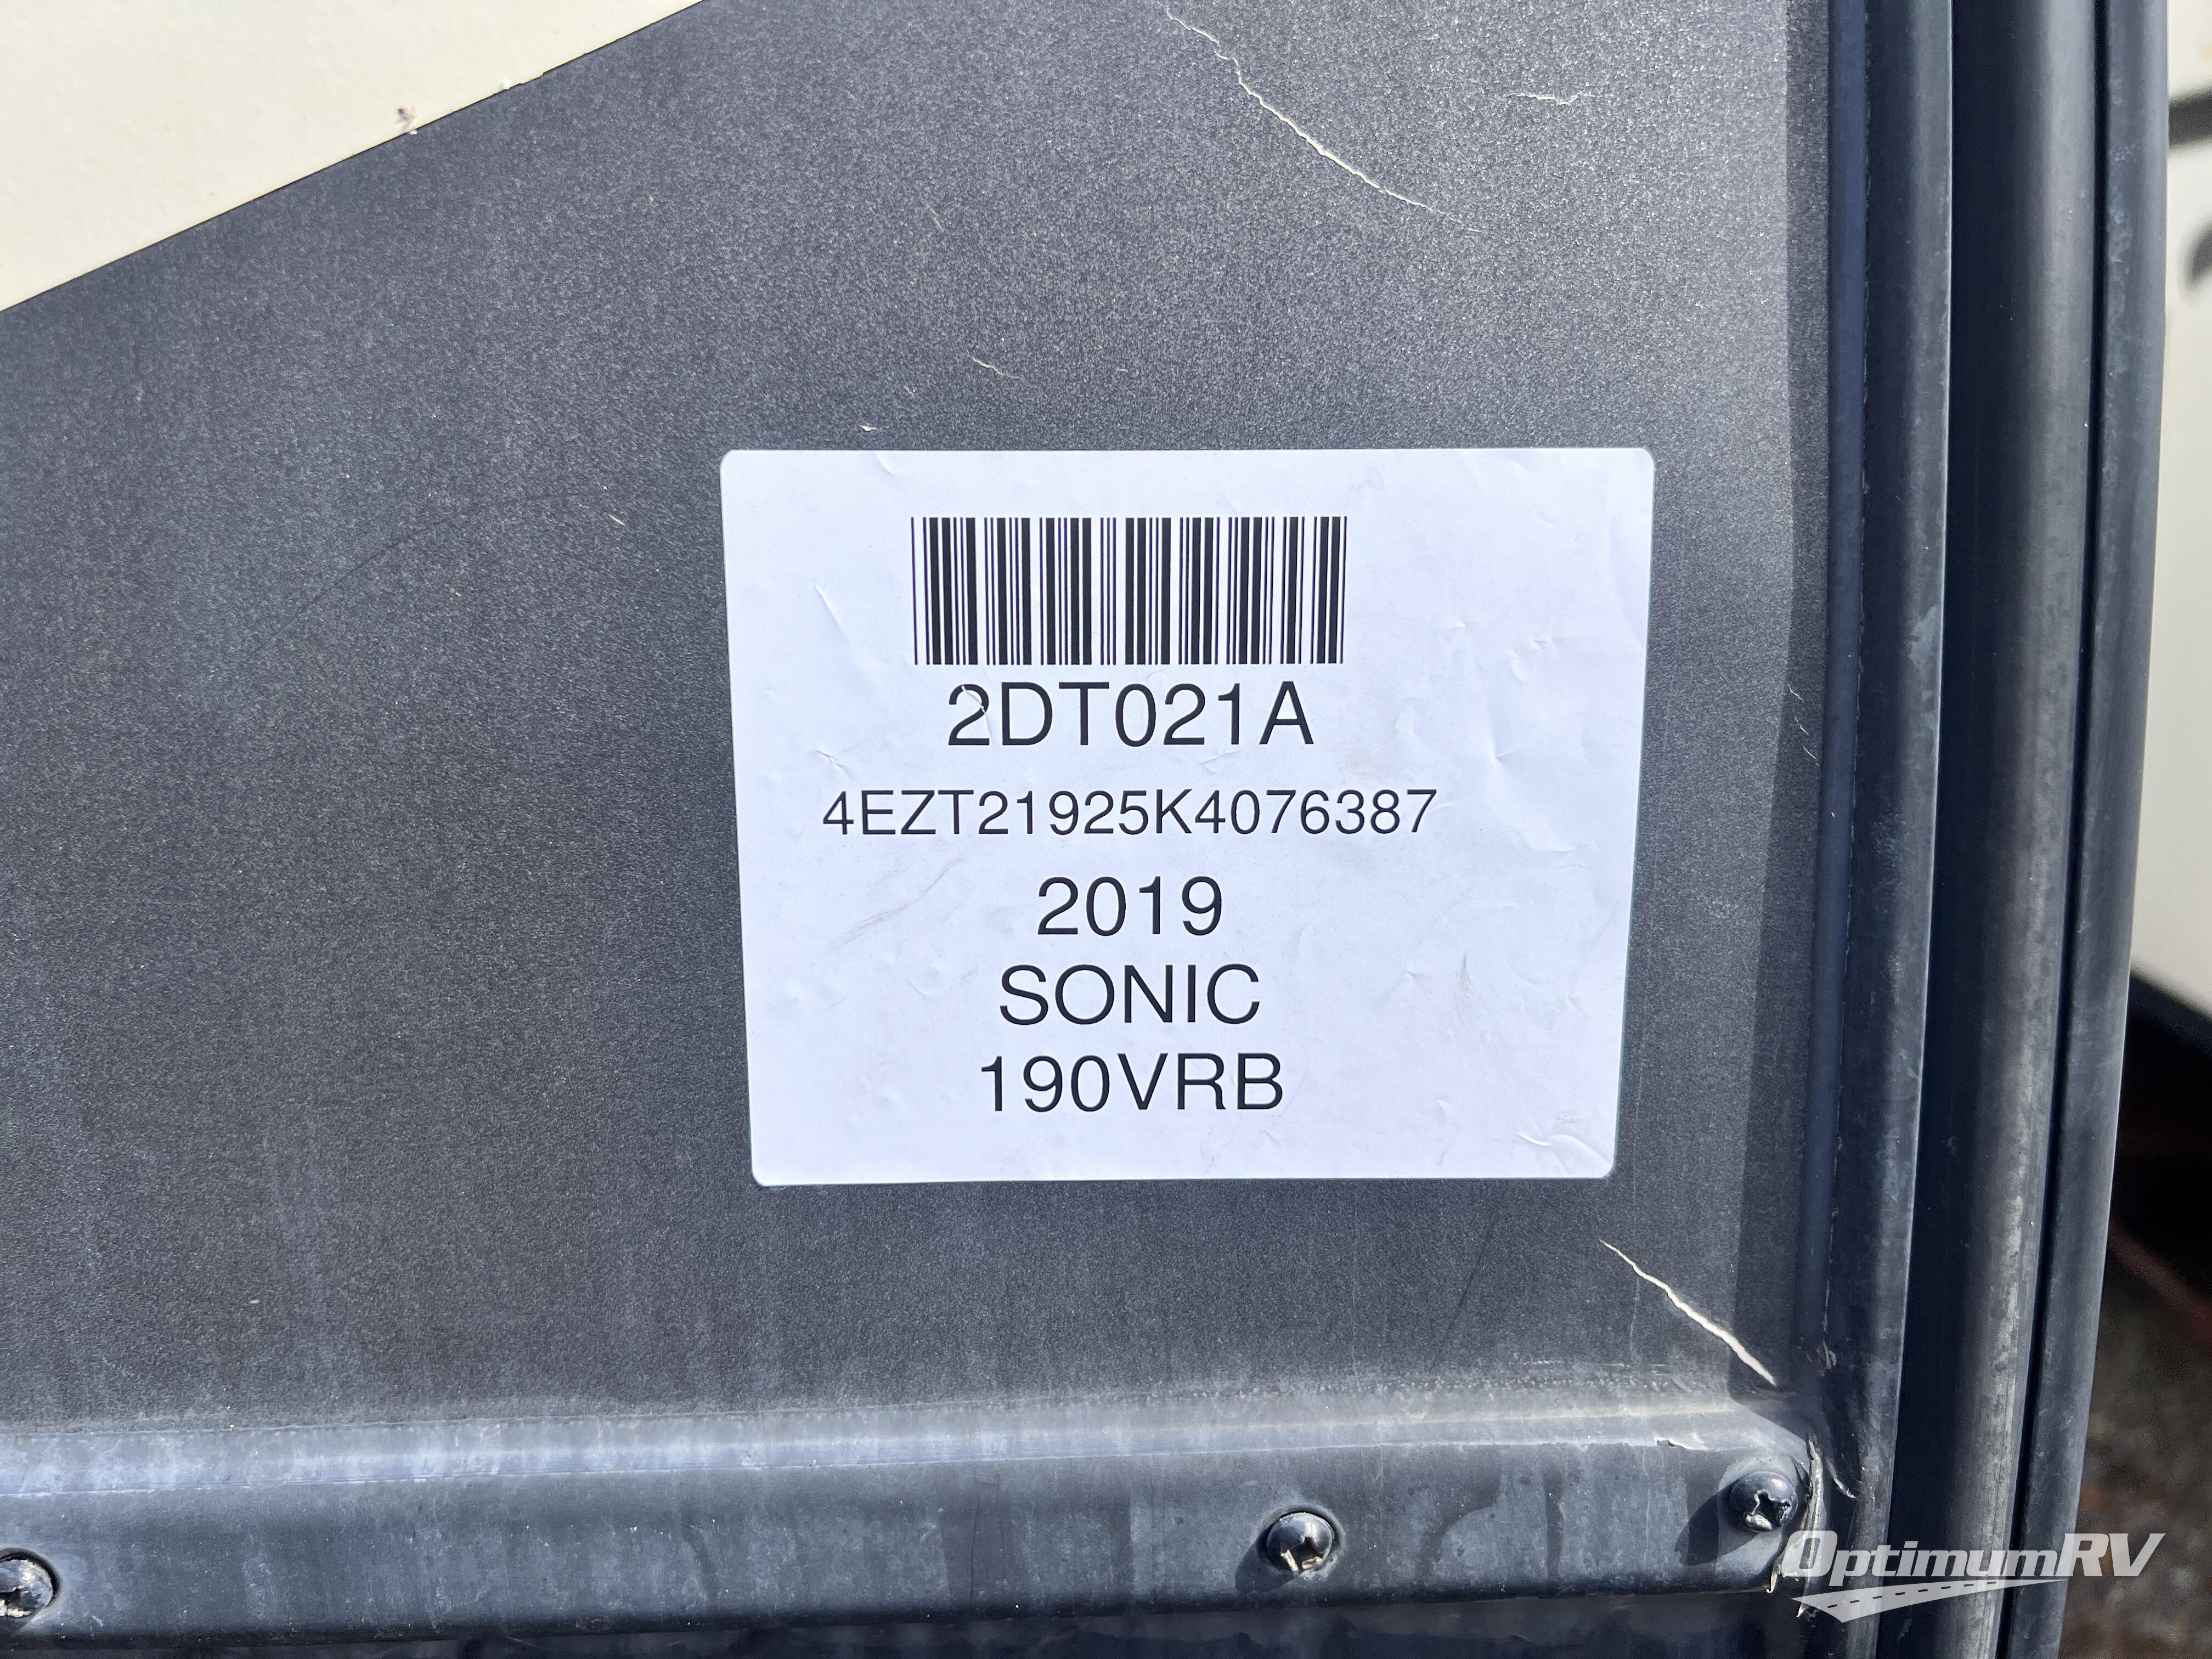 2DT021A
4EZT21925K4076387
2019
SONIC
190VRB
OptimumRV